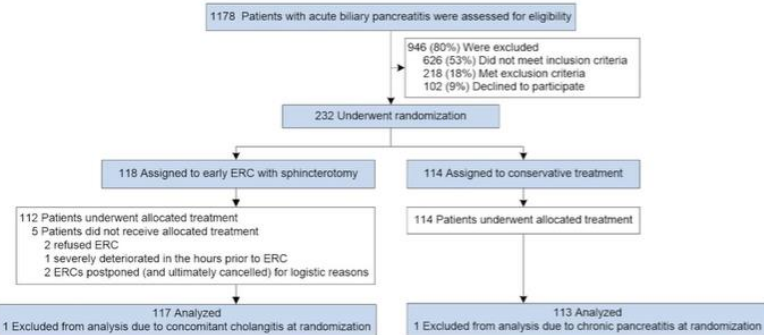 1178 Patients with acute biliary pancreatitis were assessed for eligibility
946 (80%) Were excluded
626 (53%) Did not meet inclusion criteria
218 (18%) Met exclusion criteria
102 (9%) Declined to participate
232 Underwent randomization
118 Assigned to early ERC with sphincterotomy
114 Assigned to conservative treatment
112 Patients underwent allocated treatment
5 Patients did not receive allocated treatment
2 refused ERC
1 severely deteriorated in the hours prior to ERC
2 ERCs postponed (and ultimately cancelled) for logistic reasons
114 Patients underwent allocated treatment
117 Analyzed
1 Excluded from analysis due to concomitant cholangitis at randomization
113 Analyzed
1 Excluded from analysis due to chronic pancreatitis at randomization